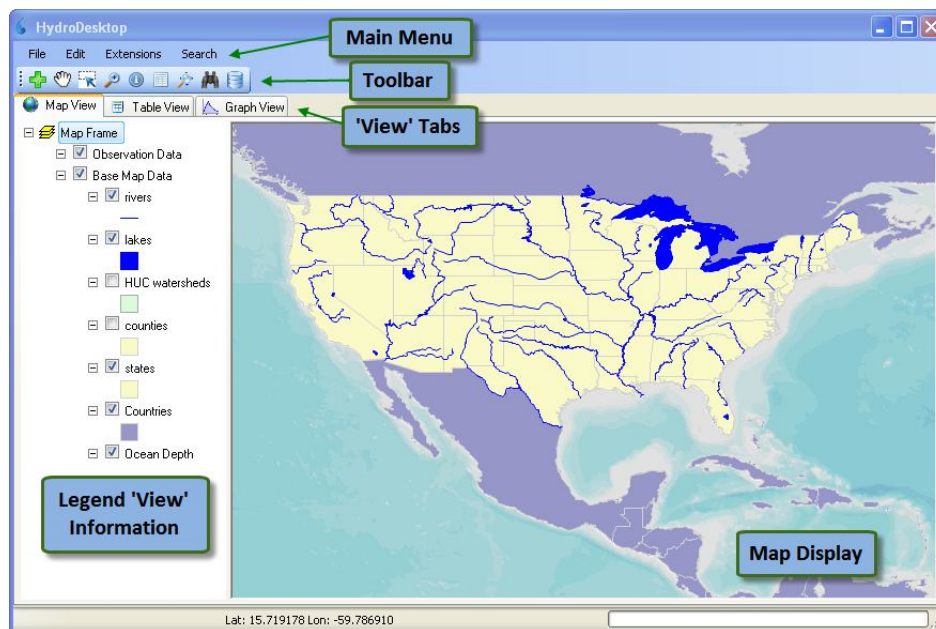 HydroDesktop
Main Menu
File Edit Extensions Search
Toolbar
Map View Table View Graph View
'View' Tabs
Map Frame
Observation Data
Base Map Data
rivers
lakes
HUC watersheds
counties
states
Countries
Ocean Depth
Legend 'View'
Information
Map Display
Lat: 15.719178 Lon: -59.786910